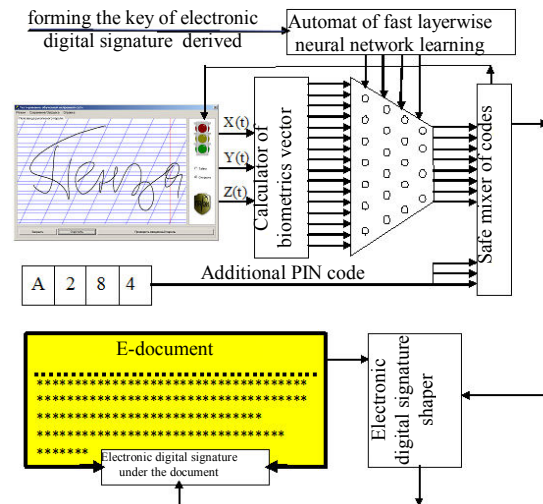 forming the key of electronic
digital signature derived
Automat of fast layerwise
neural network learning
X(t)
Y(t)
Z(t)
Calculator of
biometrics vector
Safe mixer of codes
Пенза
A 2 8 4
Additional PIN code
E-document
************************************
************************************
******************************
*********************************
*******
Electronic digital signature
under the document
Electronic
digital signature
shaper